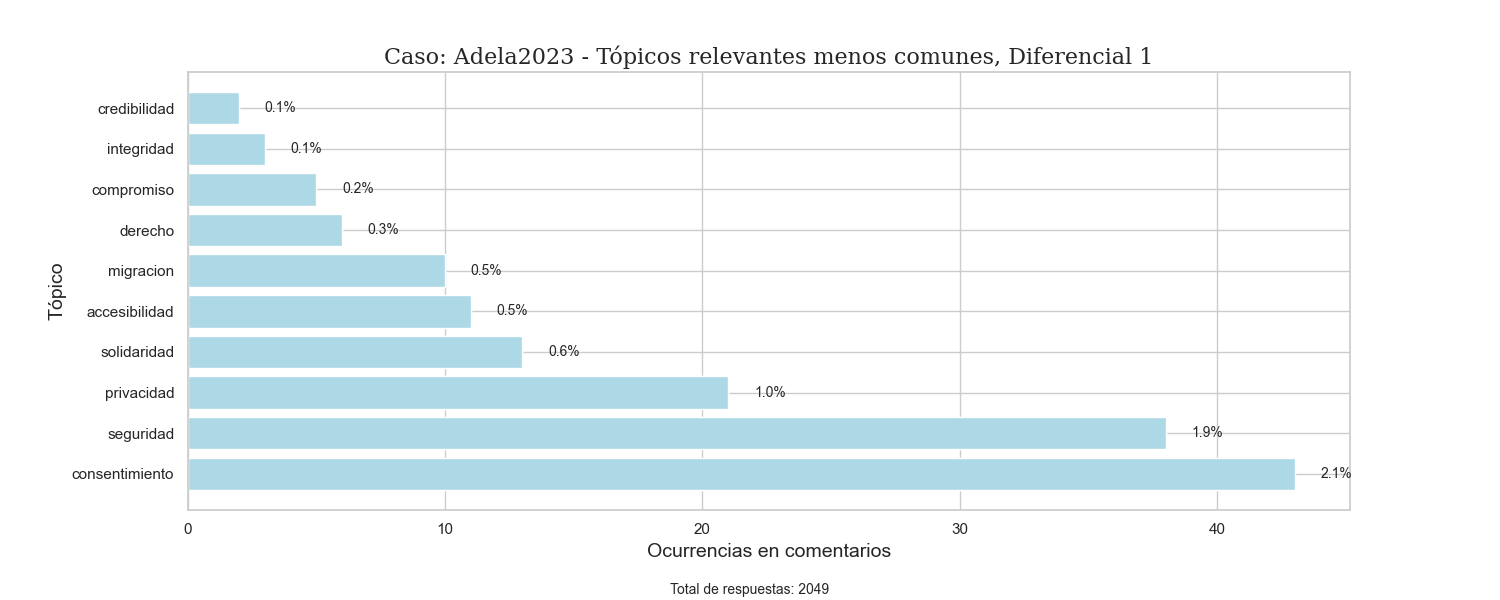 Caso: Adela2023 - Tópicos relevantes menos comunes, Diferencial 1
Tópico
credibilidad 0.1%
integridad 0.1%
compromiso 0.2%
derecho 0.3%
migracion 0.5%
accesibilidad 0.5%
solidaridad 0.6%
privacidad 1.0%
seguridad 1.9%
consentimiento 2.1%
0 10 20 30 40
Ocurrencias en comentarios
Total de respuestas: 2049